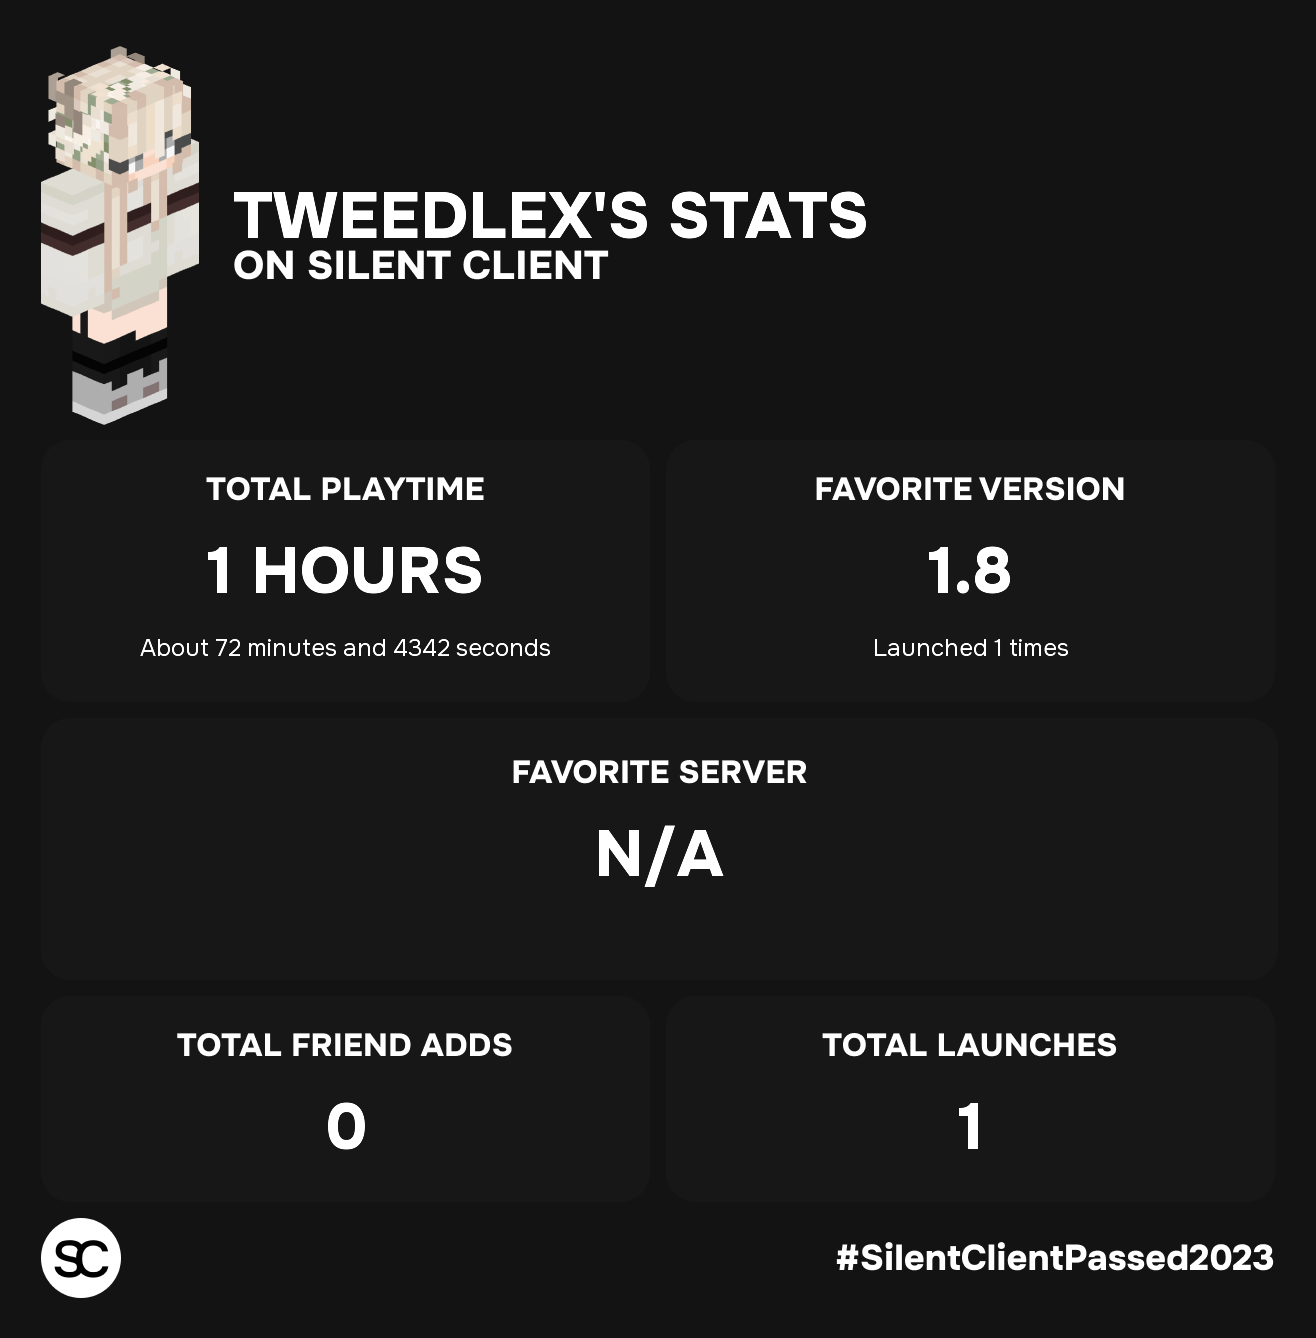 TWEEDLEX'S STATS
ON SILENT CLIENT
TOTAL PLAYTIME
1 HOURS
About 72 minutes and 4342 seconds
FAVORITE VERSION
1.8
Launched 1 times
FAVORITE SERVER
N/A
TOTAL FRIEND ADDS
0
TOTAL LAUNCHES
1
SC
#SilentClientPassed2023